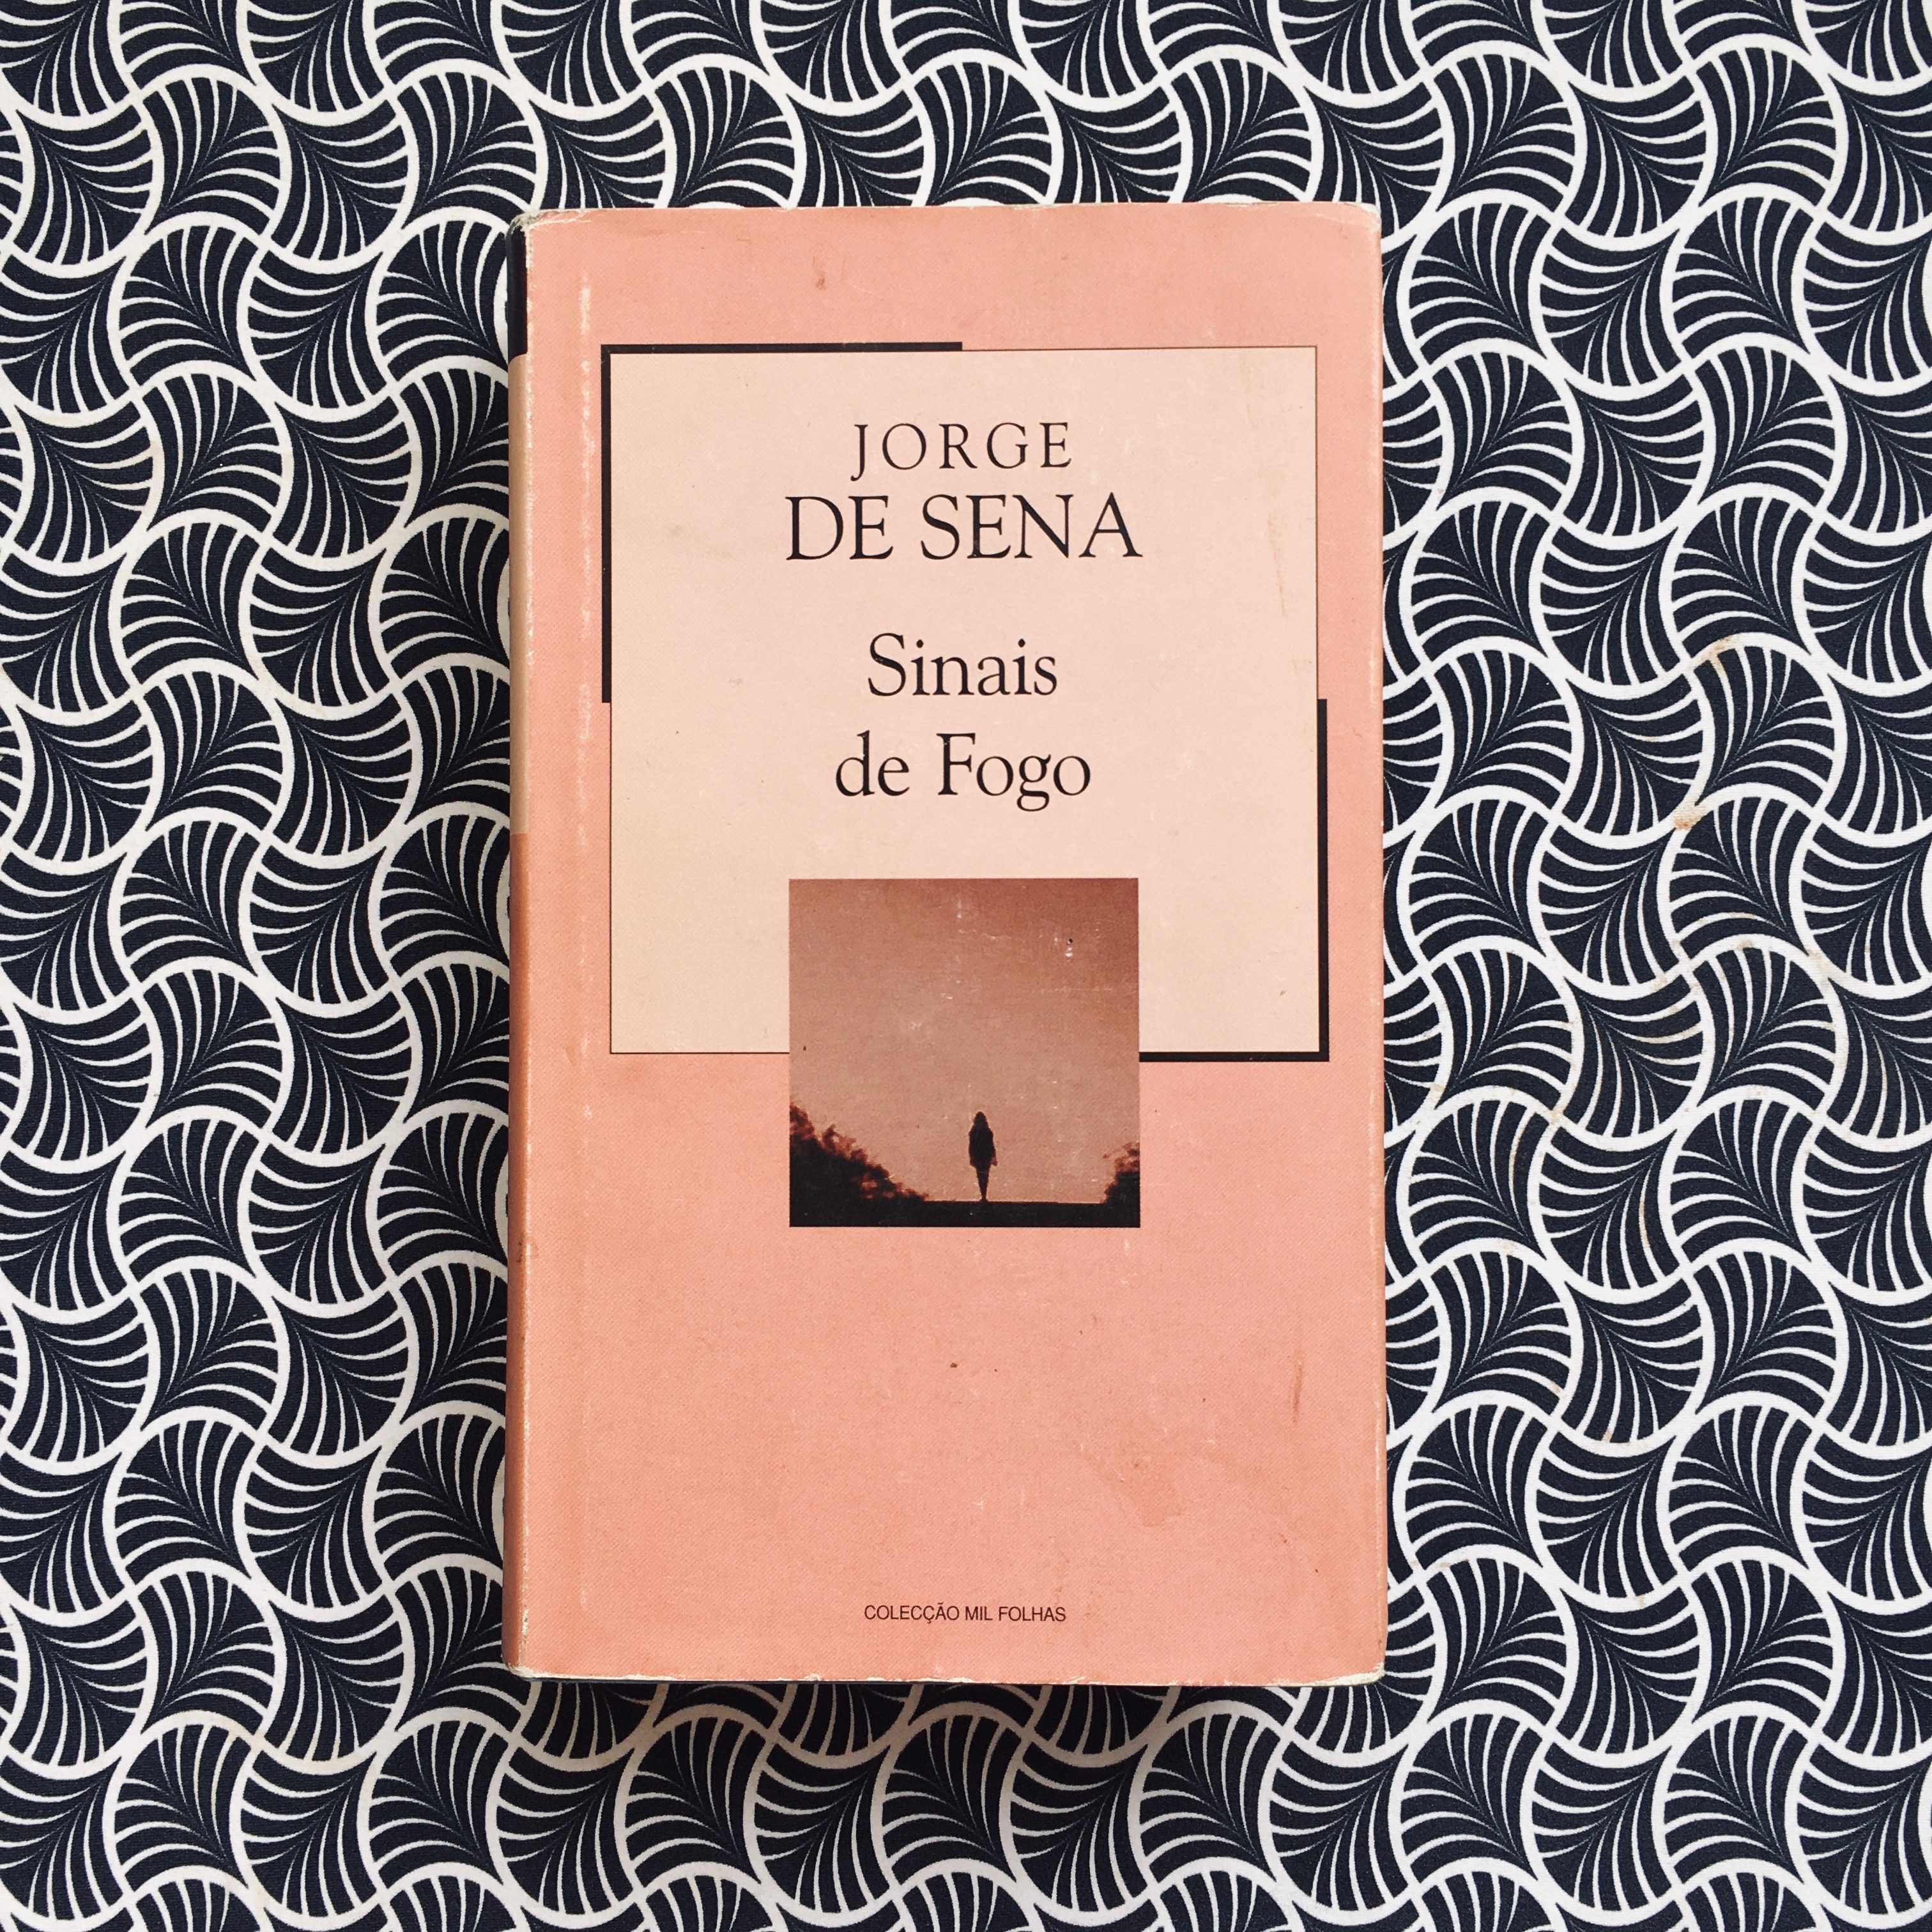 JORGE
DE SENA
Sinais
de Fogo
COLECÇÃO MIL FOLHAS